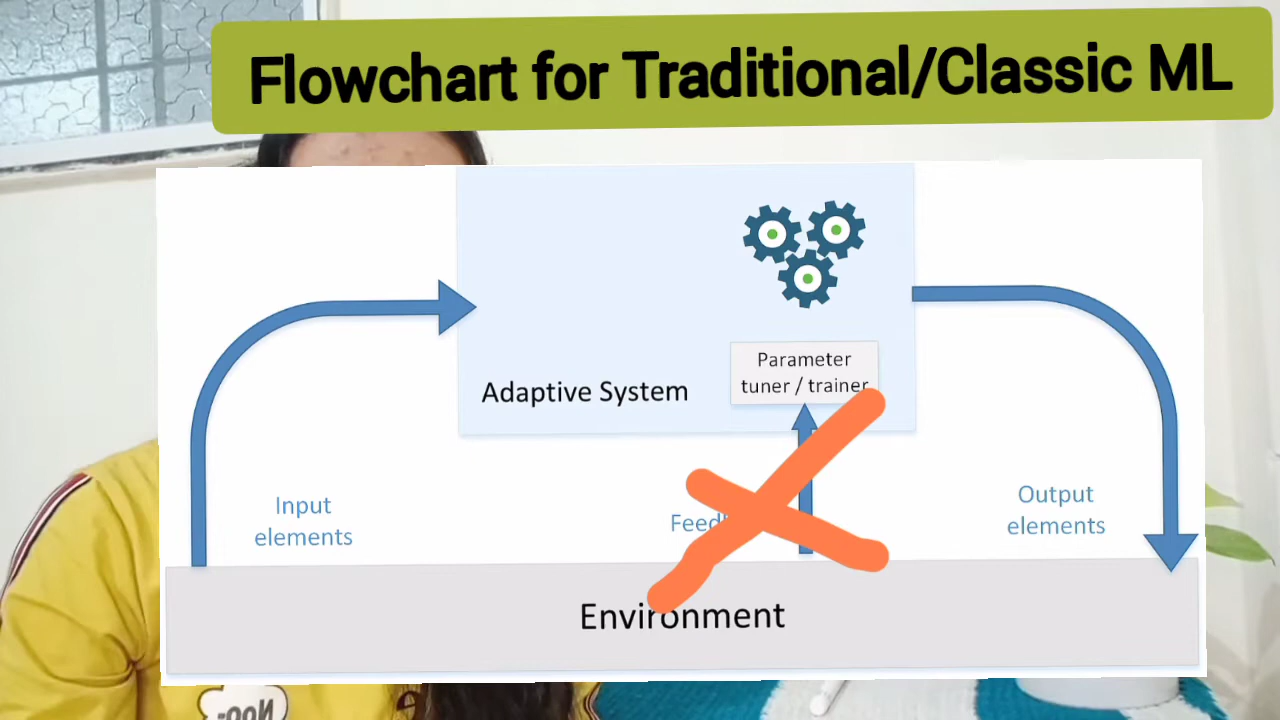 Flowchart for Traditional/Classic ML
Parameter
tuner / trainer
Adaptive System
Input
elements
Output
elements
Environment